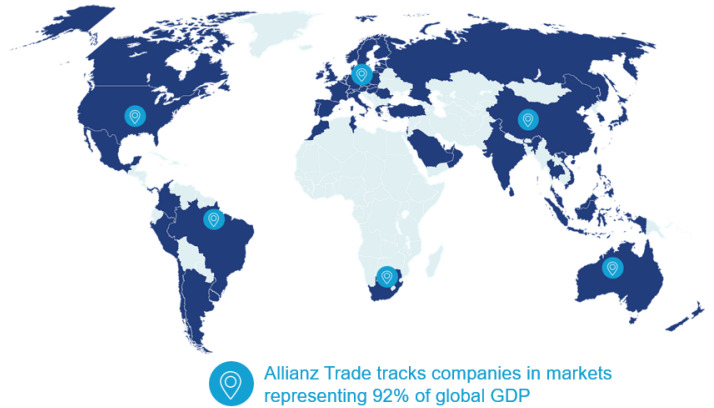 Allianz Trade tracks companies in markets
representing 92% of global GDP